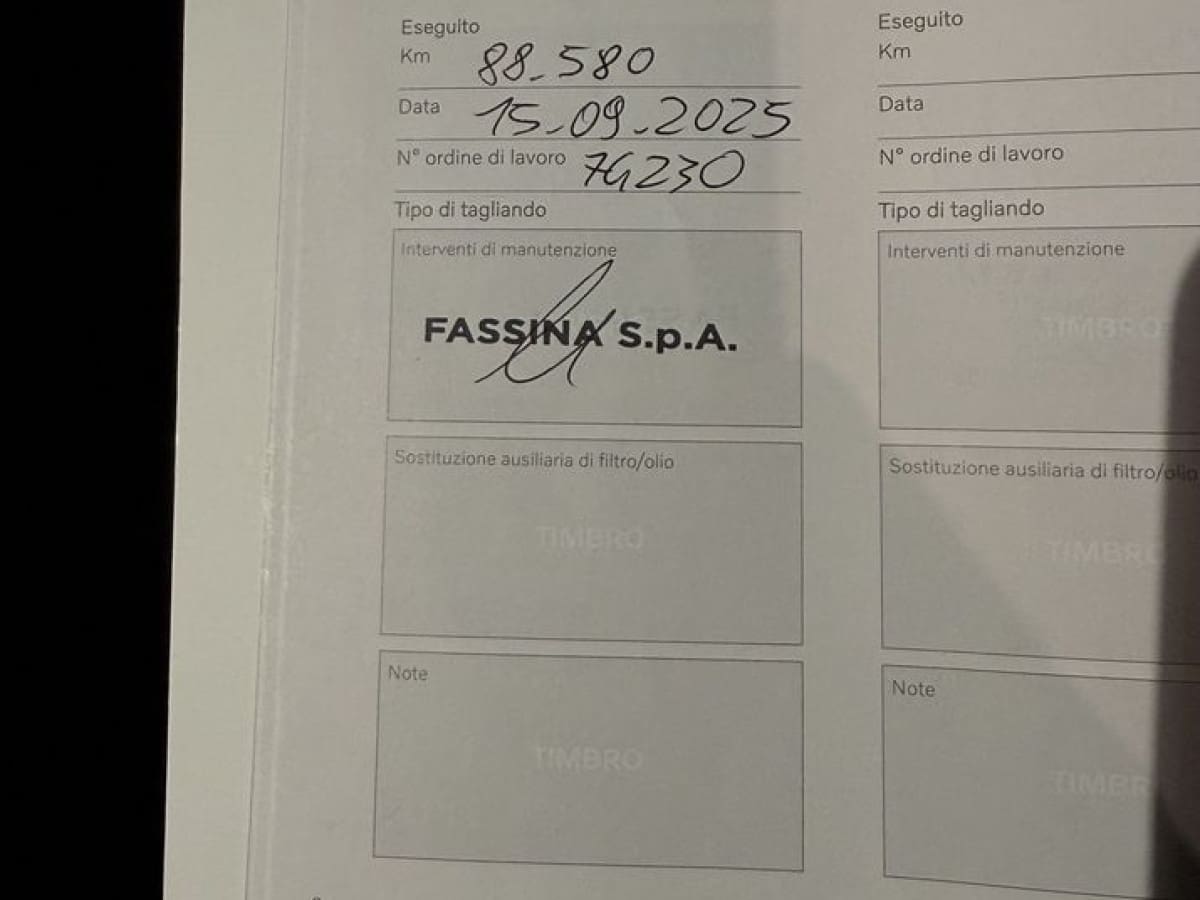 Eseguito
Km 88.580
Data 15-09-2025
N° ordine di lavoro 74230
Tipo di tagliando
Interventi di manutenzione
FASSINA S.p.A.
Sostituzione ausiliaria di filtro/olio
TIMBRO
Note
TIMBRO
Eseguito
Km
Data
N° ordine di lavoro
Tipo di tagliando
Interventi di manutenzione
TIMBRO
Sostituzione ausiliaria di filtro/olio
TIMBRO
Note
TIMBR